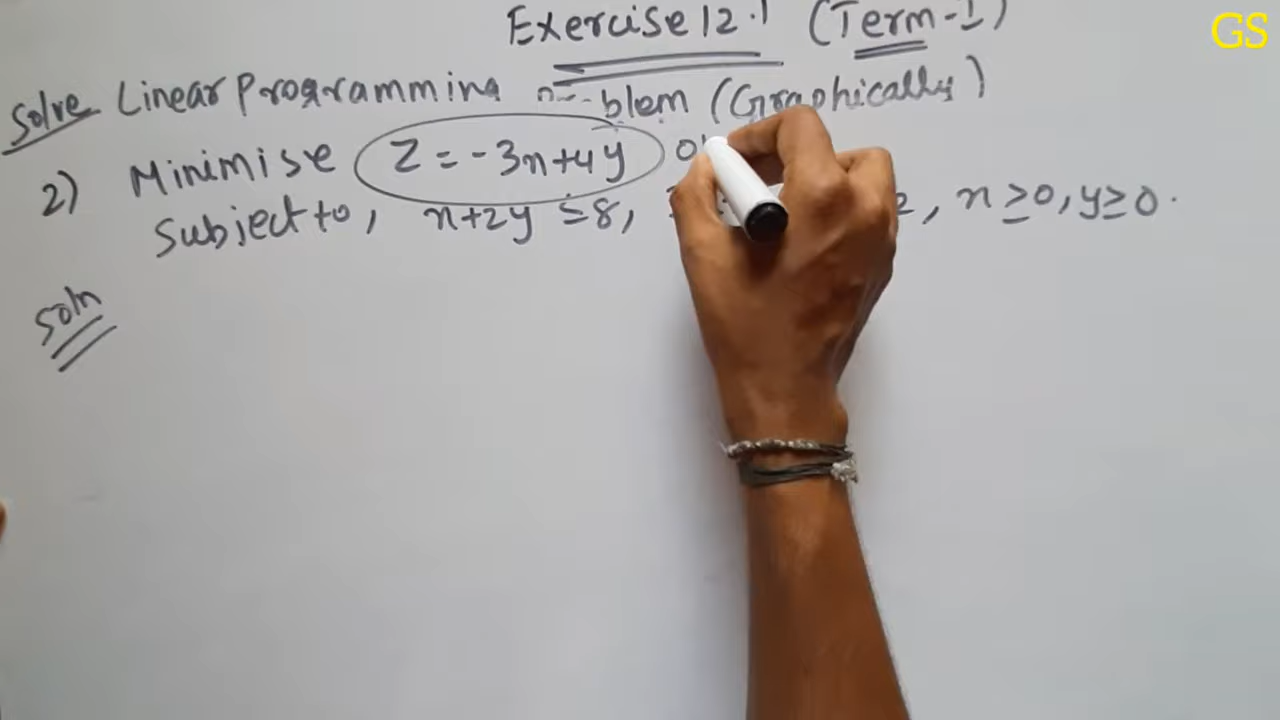 GS
Exercise 12.1 (Term-I)
Solve Linear Programming Problem (Graphically)
2) Minimise Z = -3x+4y
Subject to, x+2y ≤8, , x ≥0, y≥0.
Soln